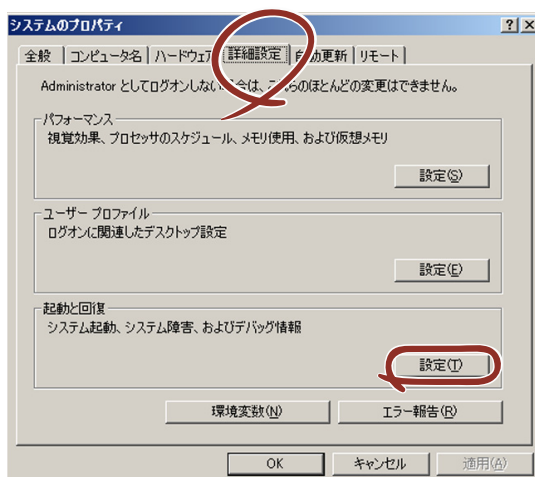 システムのプロパティ
全般 コンピュータ名 ハードウェア 詳細設定 自動更新 リモート
Administrator としてログオンしない場合は、これらのほとんどの変更はできません。
パフォーマンス
視覚効果、プロセッサのスケジュール、メモリ使用、および仮想メモリ
設定(S)
ユーザー プロファイル
ログオンに関連したデスクトップ設定
設定(E)
起動と回復
システム起動、システム障害、およびデバッグ情報
設定(T)
環境変数(N) エラー報告(R)
OK キャンセル 適用(A)